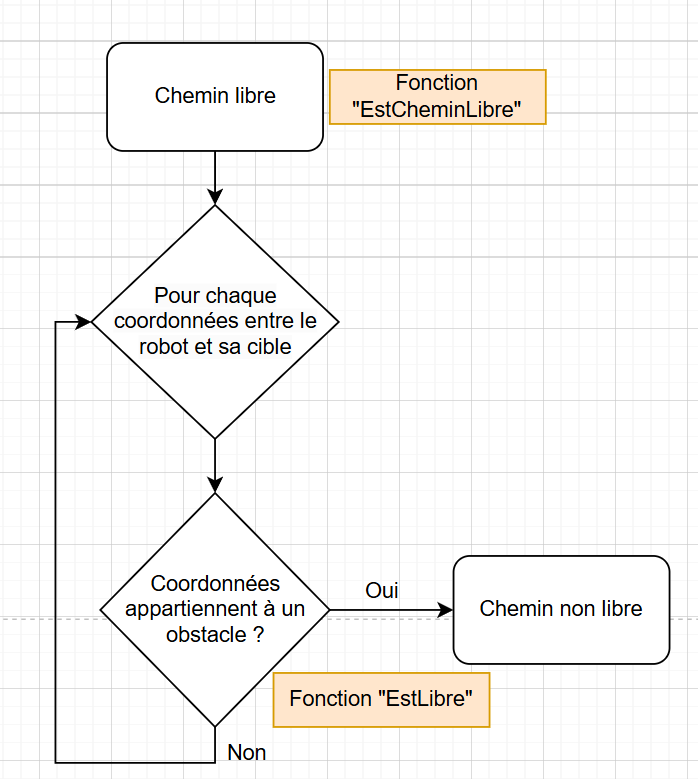 Chemin libre
Fonction
"EstCheminLibre"
Pour chaque
coordonnées entre le
robot et sa cible
Coordonnées
appartiennent à un
obstacle ?
Oui
Chemin non libre
Fonction "EstLibre"
Non